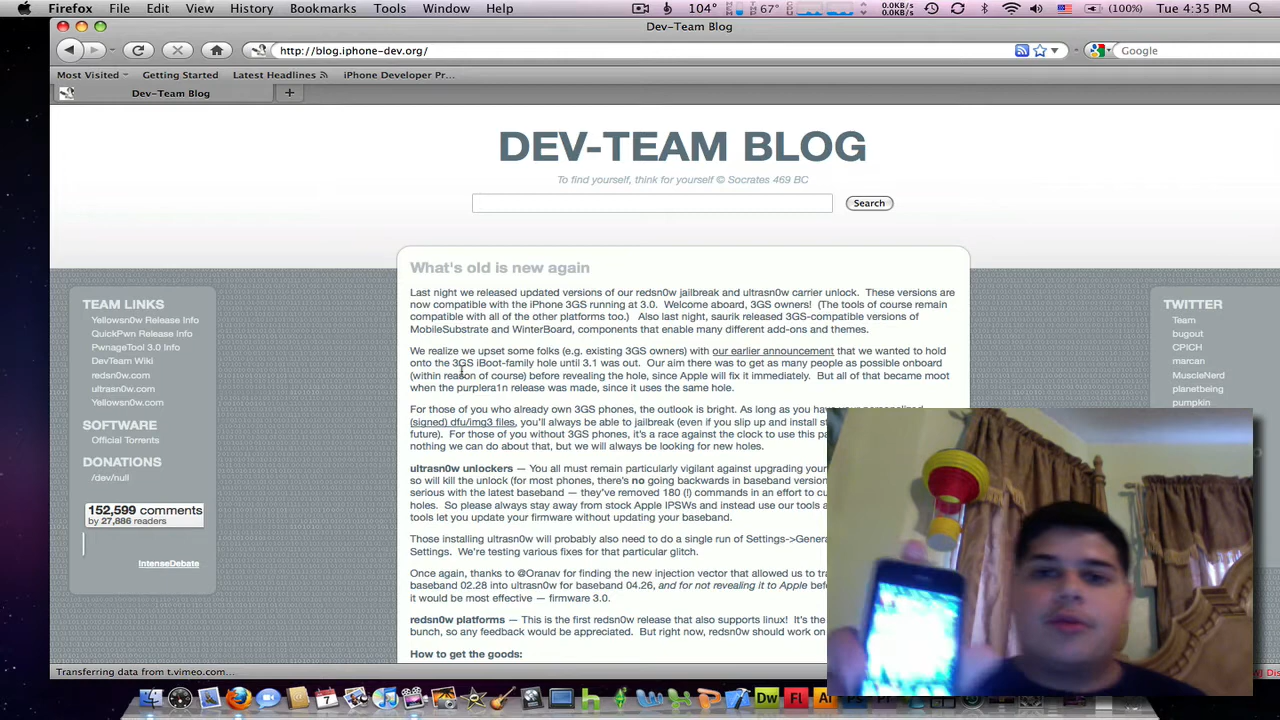 Firefox File Edit View History Bookmarks Tools Window Help 104° 67° 0.0KB/s 0.0KB/s (100%) Tue 4:35 PM
Dev-Team Blog
http://blog.iphone-dev.org/ Google
Most Visited Getting Started Latest Headlines iPhone Developer Pr...
Dev-Team Blog
DEV-TEAM BLOG
To find yourself, think for yourself © Socrates 469 BC
Search
TEAM LINKS
Yellowsn0w Release Info
QuickPwn Release Info
PwnageTool 3.0 Info
DevTeam Wiki
redsn0w.com
ultrasn0w.com
Yellowsn0w.com
SOFTWARE
Official Torrents
DONATIONS
/dev/null
152,599 comments
by 27,886 readers
IntenseDebate
What's old is new again
Last night we released updated versions of our redsn0w jailbreak and ultrasn0w carrier unlock. These versions are
now compatible with the iPhone 3GS running at 3.0. Welcome aboard, 3GS owners! (The tools of course remain
compatible with all of the other platforms too.) Also last night, saurik released 3GS-compatible versions of
MobileSubstrate and WinterBoard, components that enable many different add-ons and themes.
We realize we upset some folks (e.g. existing 3GS owners) with our earlier announcement that we wanted to hold
onto the 3GS iBoot-family hole until 3.1 was out. Our aim there was to get as many people as possible onboard
(within reason of course) before revealing the hole, since Apple will fix it immediately. But all of that became moot
when the purplera1n release was made, since it uses the same hole.
For those of you who already own 3GS phones, the outlook is bright. As long as you have your personalized
(signed) dfu/img3 files, you'll always be able to jailbreak (even if you slip up and install st
future). For those of you without 3GS phones, it's a race against the clock to use this pa
nothing we can do about that, but we will always be looking for new holes.
ultrasn0w unlockers — You all must remain particularly vigilant against upgrading your
so will kill the unlock (for most phones, there's no going backwards in baseband version
serious with the latest baseband — they've removed 180 (!) commands in an effort to cu
holes. So please always stay away from stock Apple IPSWs and instead use our tools a
tools let you update your firmware without updating your baseband.
Those installing ultrasn0w will probably also need to do a single run of Settings->Genera
Settings. We're testing various fixes for that particular glitch.
Once again, thanks to @Oranav for finding the new injection vector that allowed us to tra
baseband 02.28 into ultrasn0w for baseband 04.26, and for not revealing it to Apple befo
it would be most effective — firmware 3.0.
redsn0w platforms — This is the first redsn0w release that also supports linux! It's the
bunch, so any feedback would be appreciated. But right now, redsn0w should work on
How to get the goods:
TWITTER
Team
bugout
CPICH
marcan
MuscleNerd
planetbeing
pumpkin
Transferring data from t.vimeo.com...
Dis
7
Dw Fl Ai Ps Pr